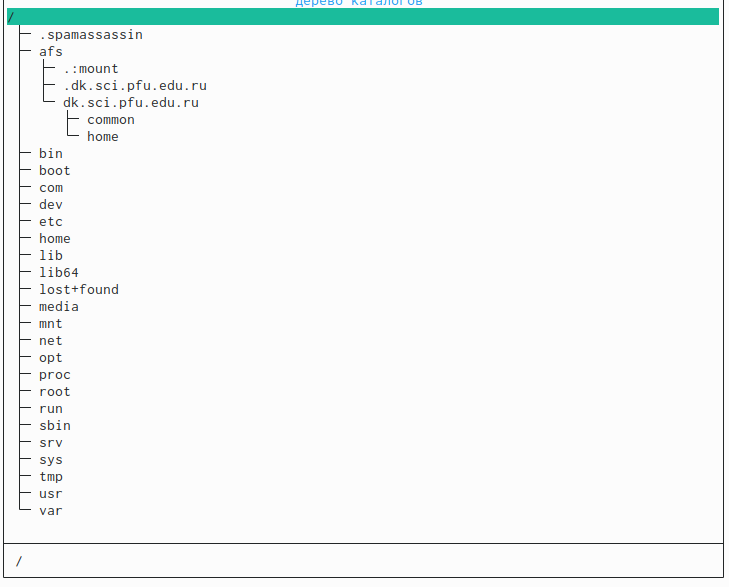 дерево каталогов
/
.spamassassin
afs
.:mount
.dk.sci.pfu.edu.ru
dk.sci.pfu.edu.ru
common
home
bin
boot
com
dev
etc
home
lib
lib64
lost+found
media
mnt
net
opt
proc
root
run
sbin
srv
sys
tmp
usr
var
/